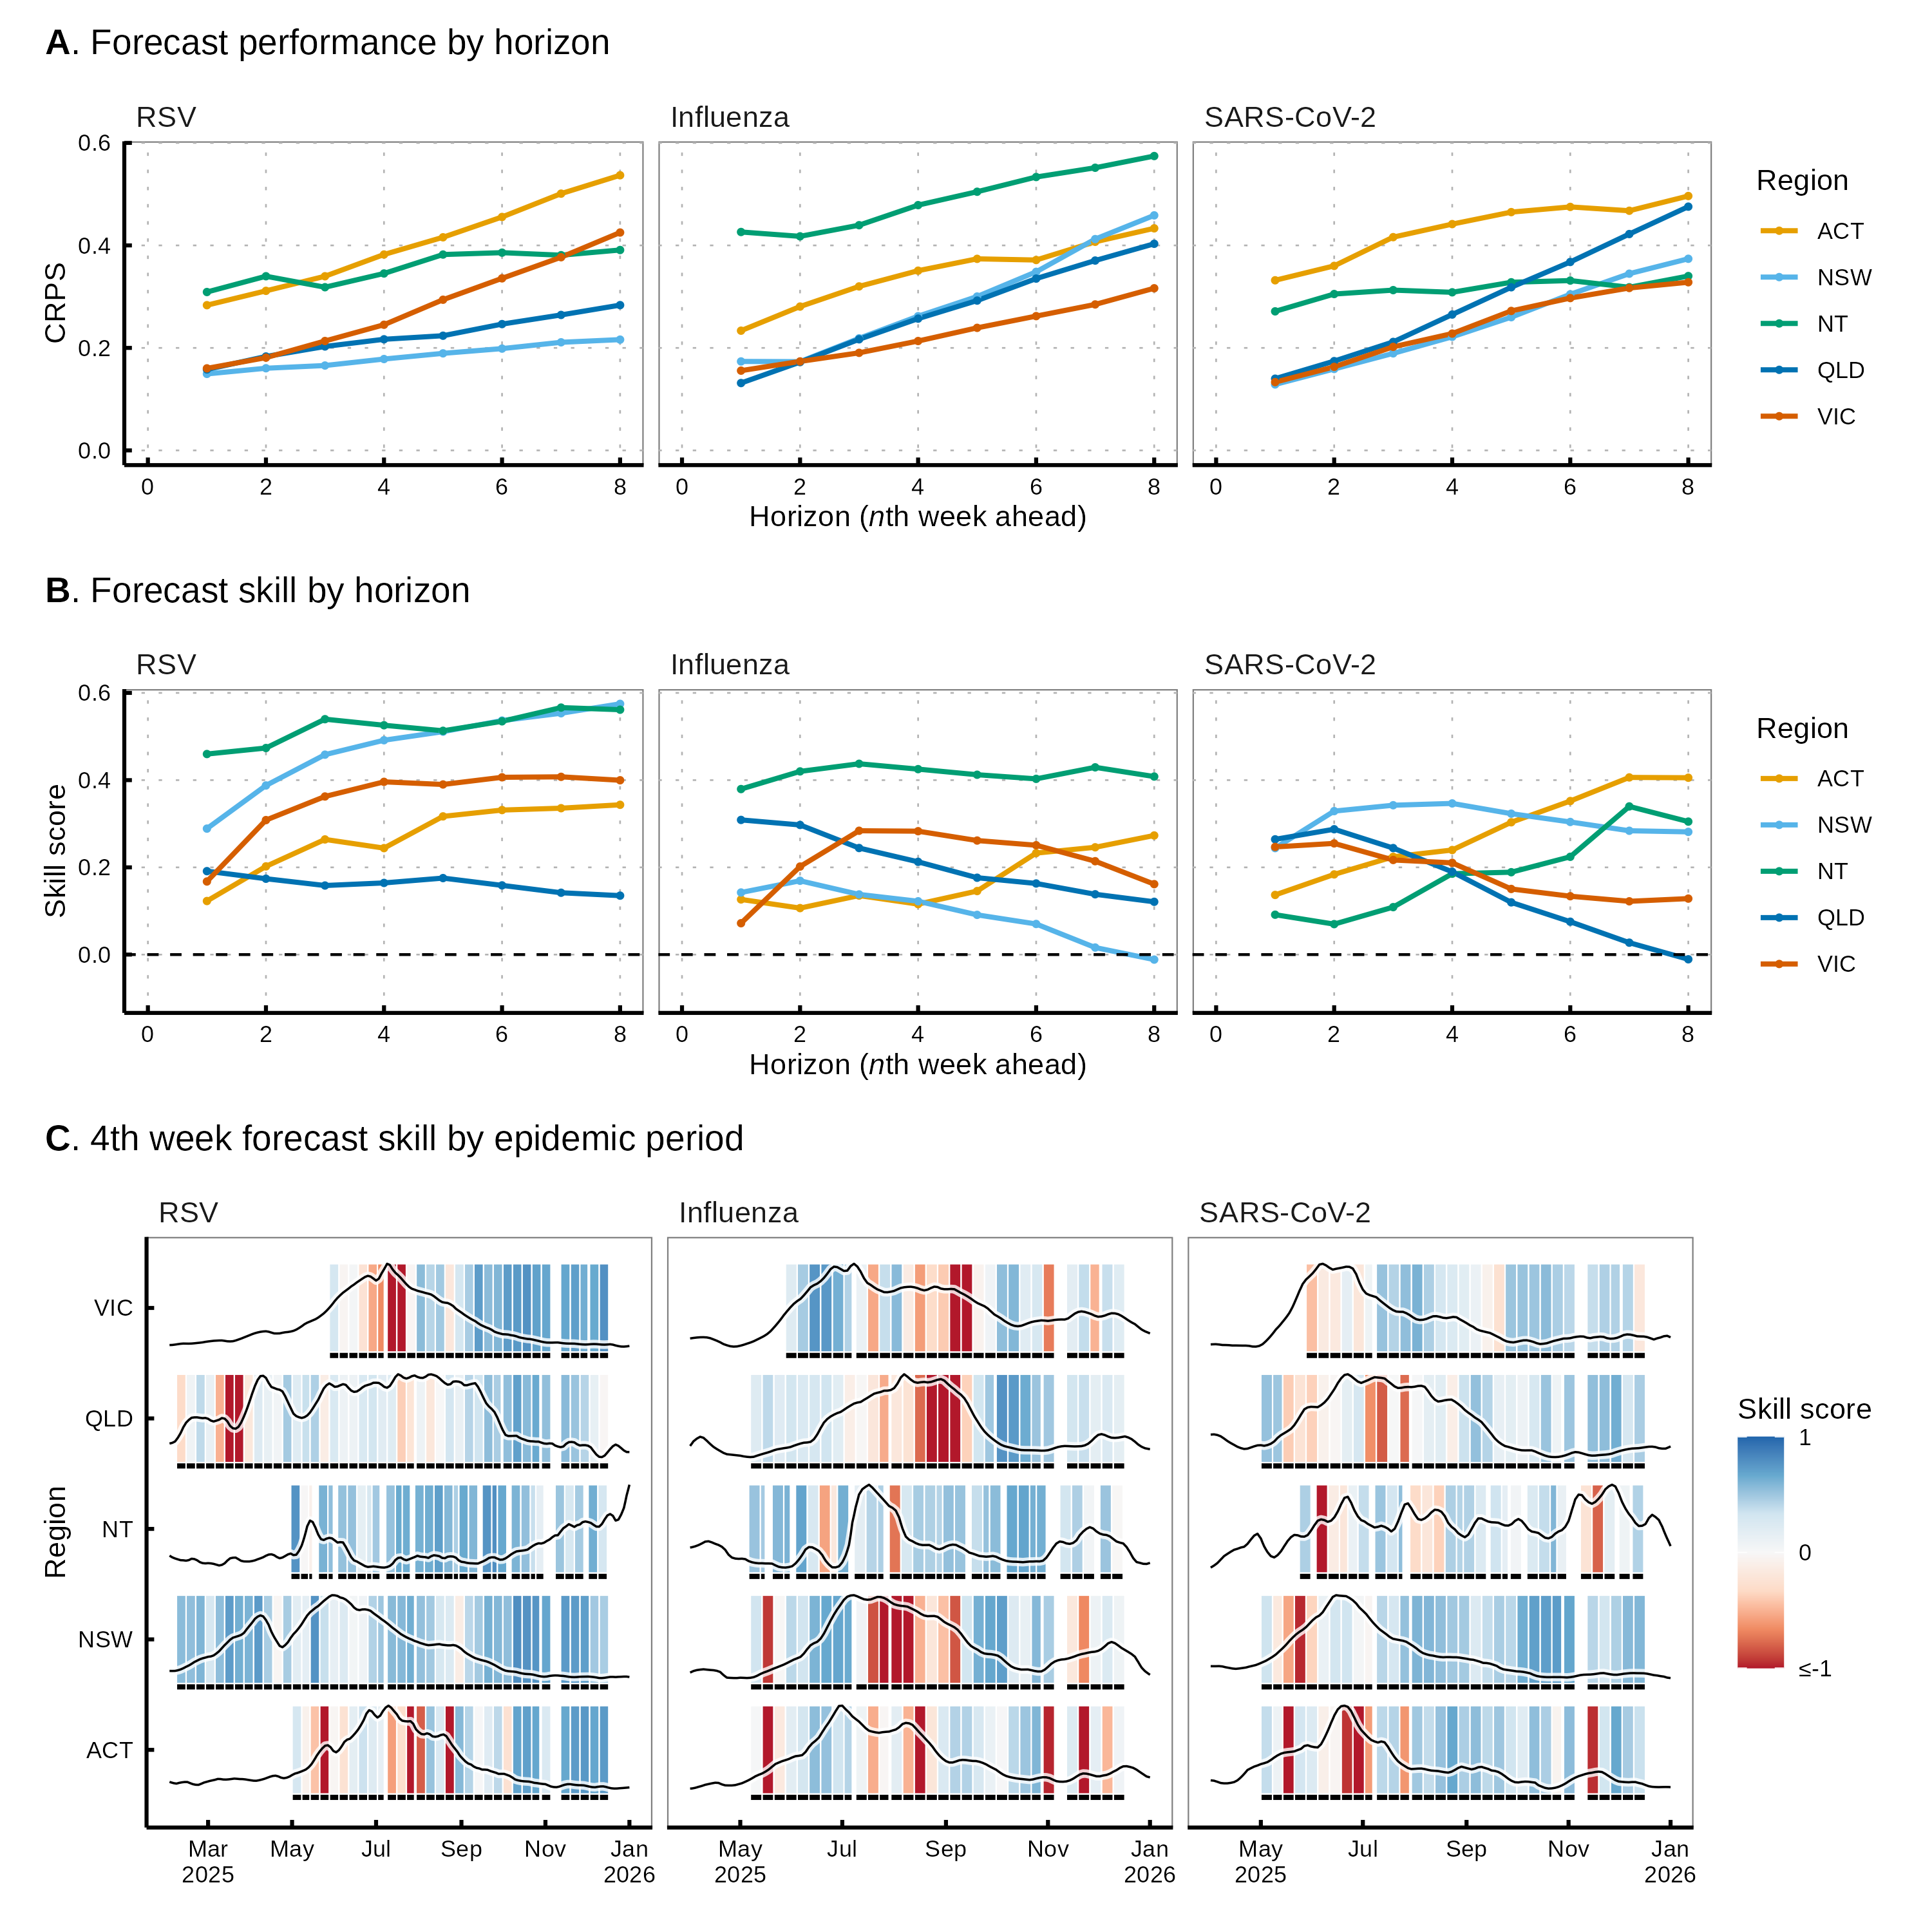 A. Forecast performance by horizon
RSV
Influenza
SARS-CoV-2
CRPS
0.6
0.4
0.2
0.0
0 2 4 6 8
0 2 4 6 8
0 2 4 6 8
Horizon (nth week ahead)
Region
ACT
NSW
NT
QLD
VIC
B. Forecast skill by horizon
RSV
Influenza
SARS-CoV-2
Skill score
0.6
0.4
0.2
0.0
0 2 4 6 8
0 2 4 6 8
0 2 4 6 8
Horizon (nth week ahead)
Region
ACT
NSW
NT
QLD
VIC
C. 4th week forecast skill by epidemic period
RSV
Influenza
SARS-CoV-2
Region
VIC
QLD
NT
NSW
ACT
Mar May Jul Sep Nov Jan
2025 2026
May Jul Sep Nov Jan
2025 2026
May Jul Sep Nov Jan
2025 2026
Skill score
1
0
≤-1